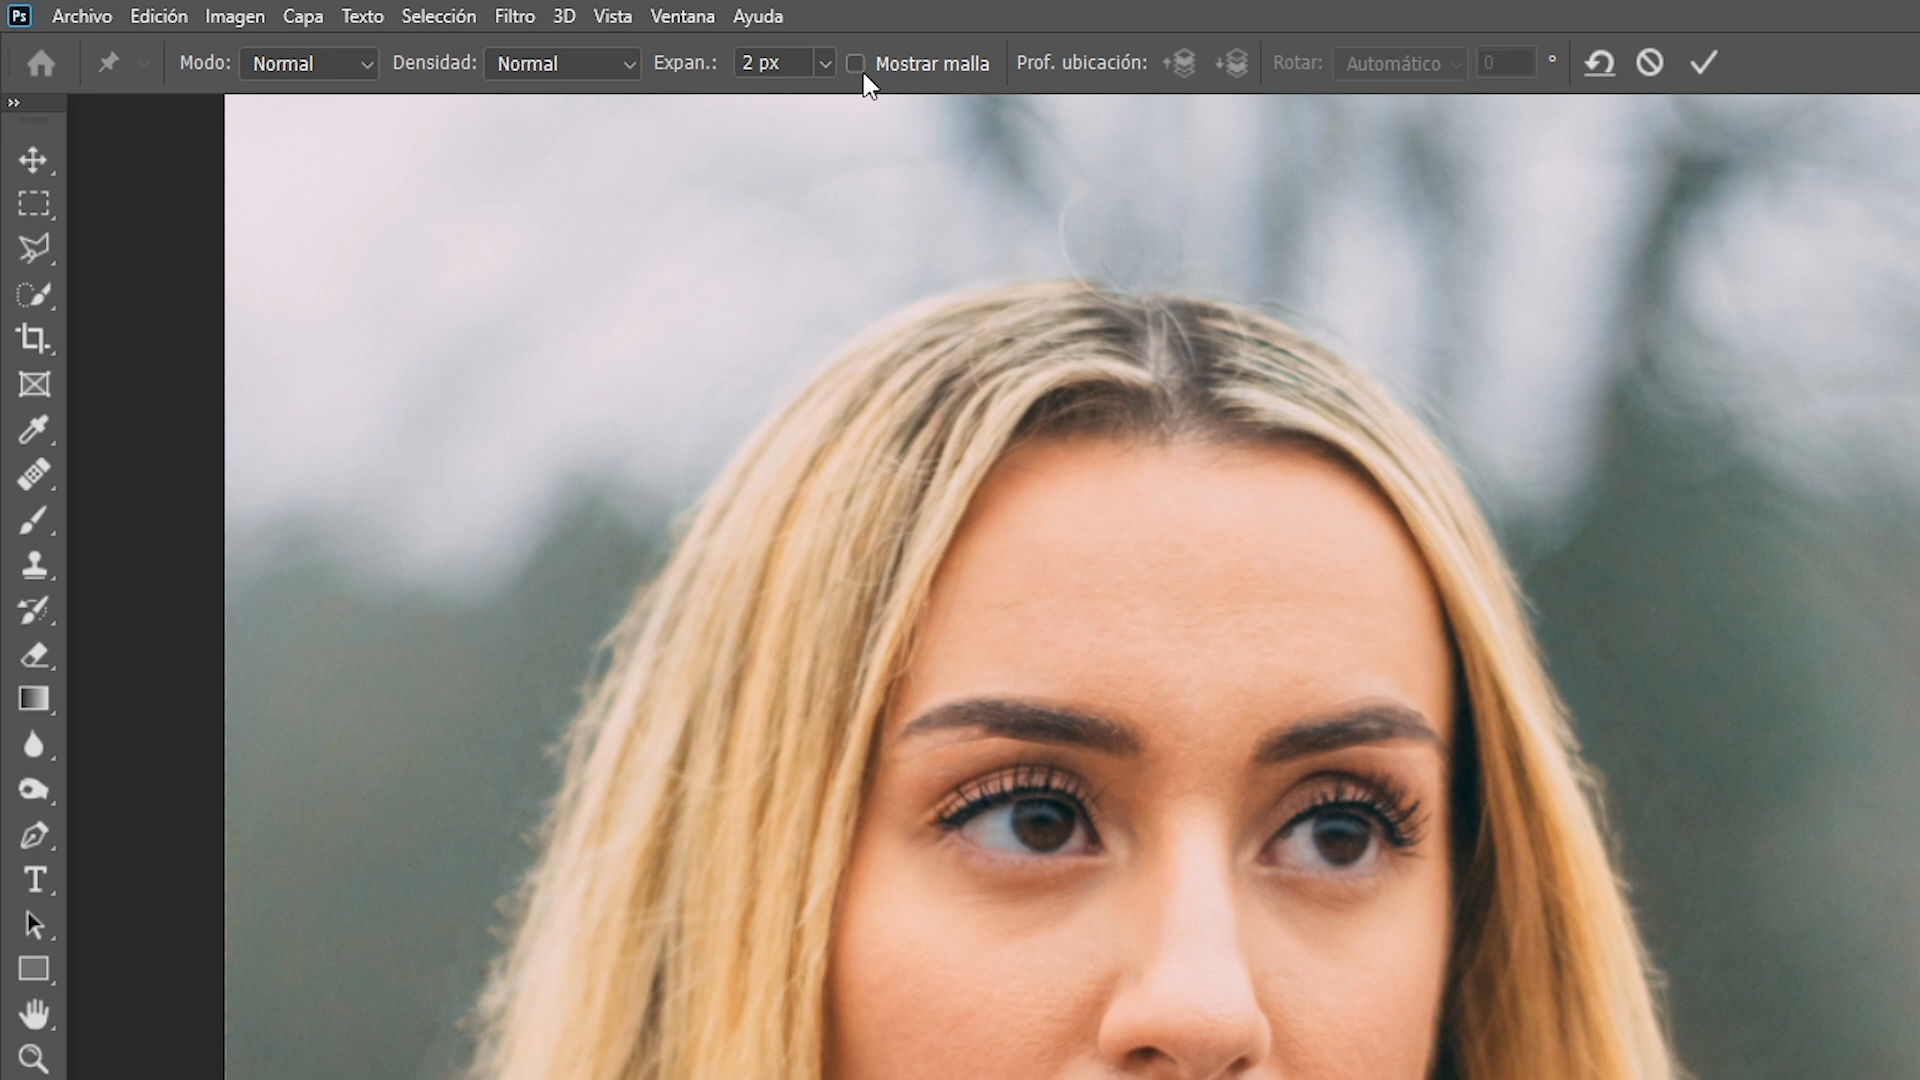 Ps Archivo Edición Imagen Capa Texto Selección Filtro 3D Vista Ventana Ayuda
Modo: Normal Densidad: Normal Expan.: 2 px Mostrar malla Prof. ubicación: Rotar: Automático 0 °